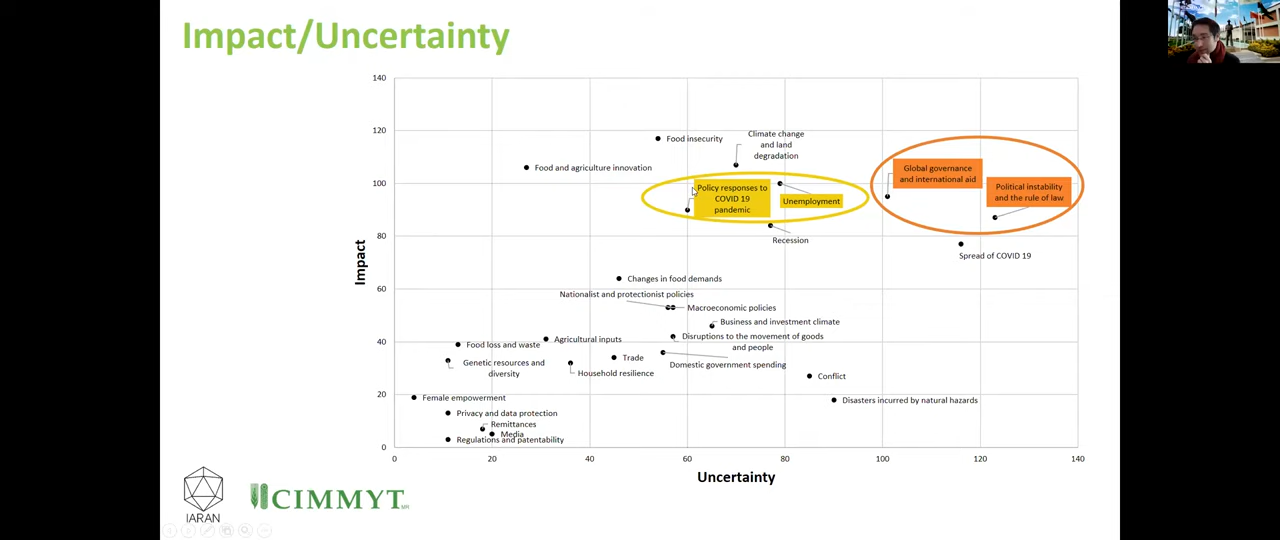 Impact/Uncertainty
140
120
100
80
60
40
20
0
Impact
Food insecurity
Climate change
and land
degradation
Food and agriculture innovation
Global governance
and international aid
Policy responses to
COVID 19
pandemic
Unemployment
Political instability
and the rule of law
Recession
Spread of COVID 19
Changes in food demands
Nationalist and protectionist policies
Macroeconomic policies
Business and investment climate
Food loss and waste
Agricultural inputs
Disruptions to the movement of goods
and people
Genetic resources and
diversity
Trade
Household resilience
Domestic government spending
Conflict
Female empowerment
Disasters incurred by natural hazards
Privacy and data protection
Remittances
Media
Regulations and patentability
0 20 40 60 80 100 120 140
Uncertainty
IARAN
CIMMYT
MR